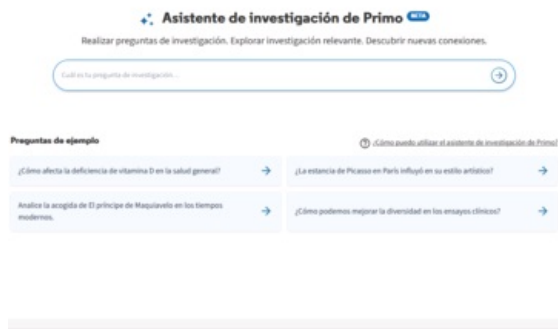 Asistente de investigación de Primo BETA
Realizar preguntas de investigación. Explorar investigación relevante. Descubrir nuevas conexiones.
Cuál es tu pregunta de investigación...
Preguntas de ejemplo
¿Cómo puedo utilizar el asistente de investigación de Primo?
¿Cómo afecta la deficiencia de vitamina D en la salud general?
¿La estancia de Picasso en París influyó en su estilo artístico?
Analice la acogida de El príncipe de Maquiavelo en los tiempos
modernos.
¿Cómo podemos mejorar la diversidad en los ensayos clínicos?